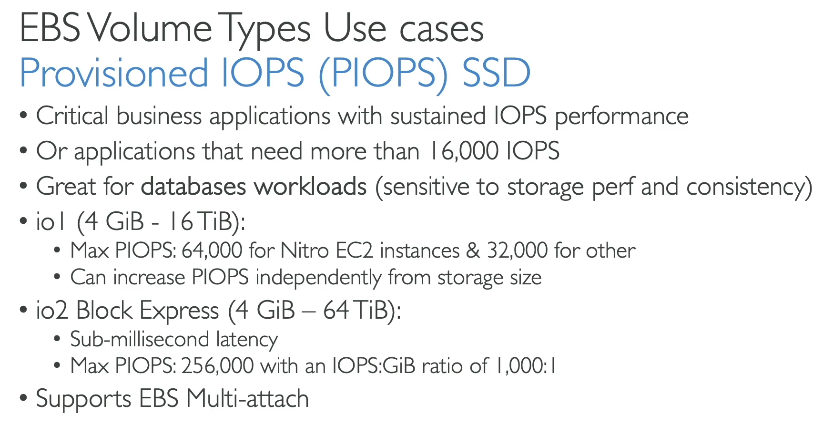 EBS Volume Types Use cases
Provisioned IOPS (PIOPS) SSD
• Critical business applications with sustained IOPS performance
• Or applications that need more than 16,000 IOPS
• Great for databases workloads (sensitive to storage perf and consistency)
• io1 (4 GiB - 16 TiB):
• Max PIOPS: 64,000 for Nitro EC2 instances & 32,000 for other
• Can increase PIOPS independently from storage size
• io2 Block Express (4 GiB – 64 TiB):
• Sub-millisecond latency
• Max PIOPS: 256,000 with an IOPS:GiB ratio of 1,000:1
• Supports EBS Multi-attach